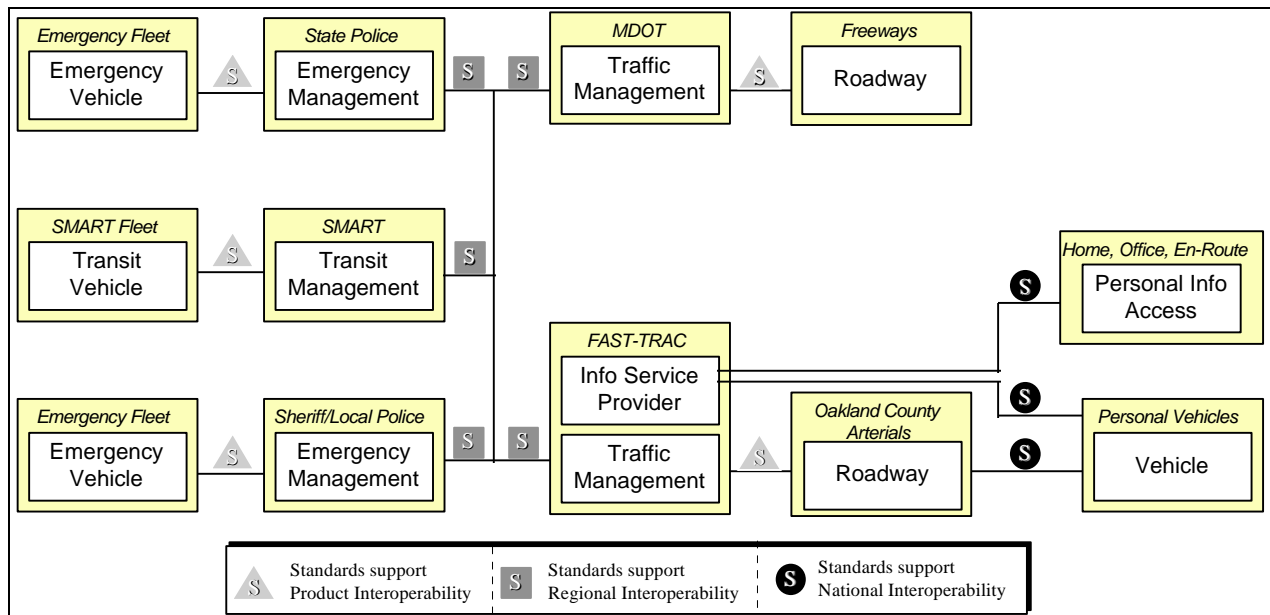 Emergency Fleet
Emergency
Vehicle
S
State Police
Emergency
Management
S
S
MDOT
Traffic
Management
S
Freeways
Roadway
SMART Fleet
Transit
Vehicle
S
SMART
Transit
Management
S
Home, Office, En-Route
Personal Info
Access
S
FAST-TRAC
Info Service
Provider
Traffic
Management
Emergency Fleet
Emergency
Vehicle
S
Sheriff/Local Police
Emergency
Management
S
S
S
Oakland County
Arterials
Roadway
S
S
Personal Vehicles
Vehicle
S
Standards support
Product Interoperability
S
Standards support
Regional Interoperability
S
Standards support
National Interoperability